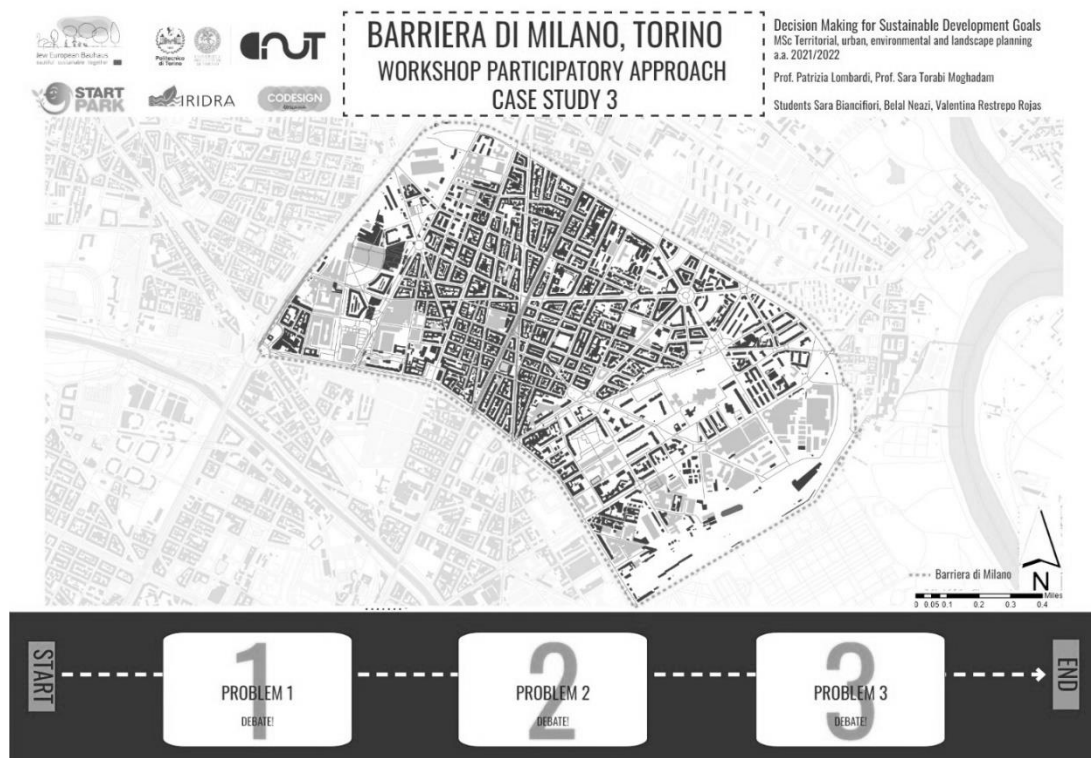 New European Bauhaus
beautiful sustainable together
Politecnico
di Torino
START
PARK
IRIDRA
CODESIGN
BARRIERA DI MILANO, TORINO
WORKSHOP PARTICIPATORY APPROACH
CASE STUDY 3
Decision Making for Sustainable Development Goals
MSc Territorial, urban, environmental and landscape planning
a.a. 2021/2022
Prof. Patrizia Lombardi, Prof. Sara Torabi Moghadam
Students Sara Biancifiori, Belal Neazi, Valentina Restrepo Rojas
Barriera di Milano
N
Miles
0 0.05 0.1 0.2 0.3 0.4
START
1
PROBLEM 1
DEBATE!
2
PROBLEM 2
DEBATE!
3
PROBLEM 3
DEBATE!
END